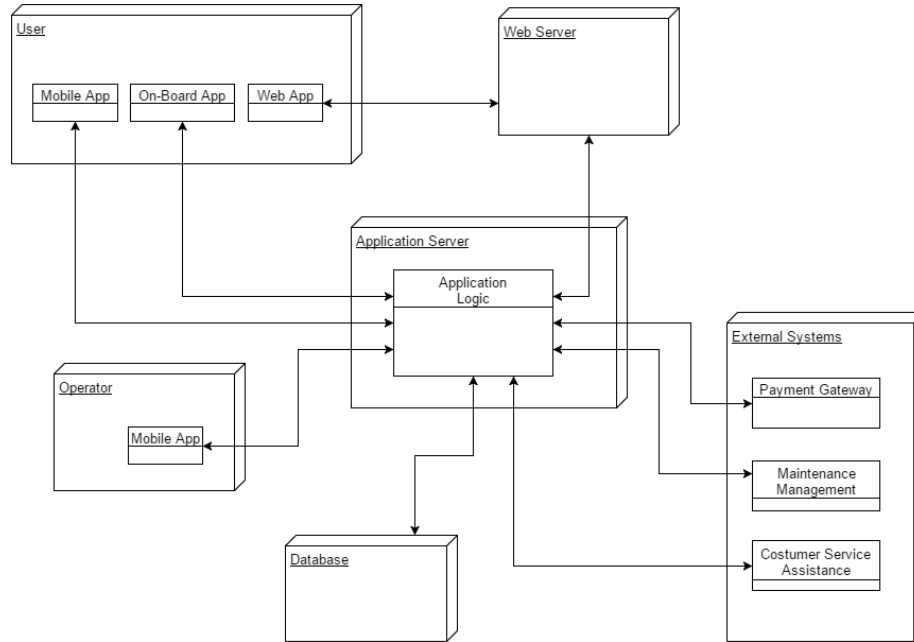 User
Mobile App
On-Board App
Web App
Web Server
Application Server
Application
Logic
External Systems
Payment Gateway
Maintenance
Management
Costumer Service
Assistance
Operator
Mobile App
Database